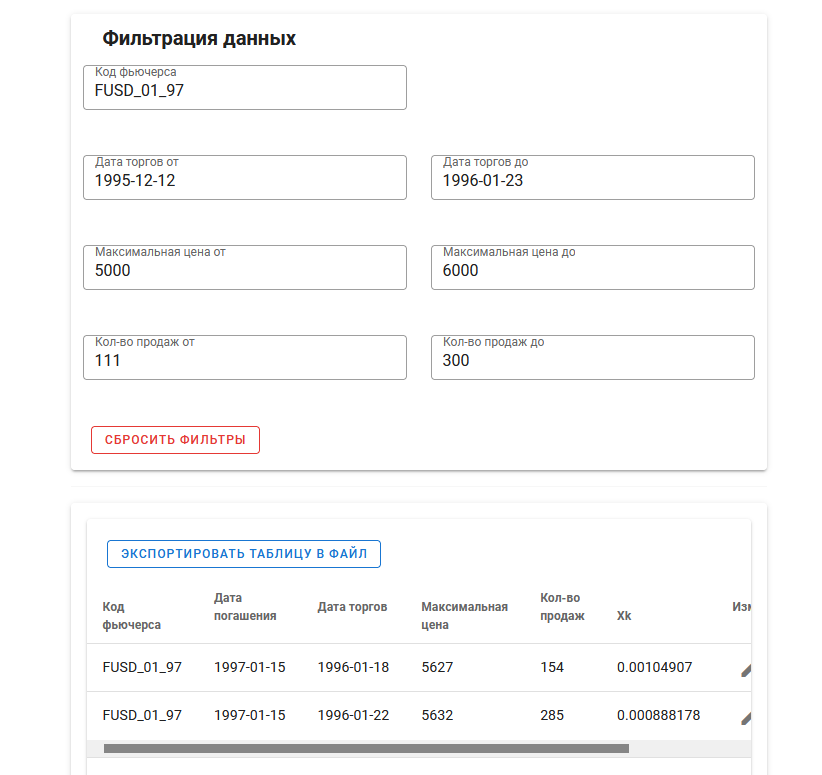 Фильтрация данных
Код фьючерса
FUSD_01_97
Дата торгов от
1995-12-12
Дата торгов до
1996-01-23
Максимальная цена от
5000
Максимальная цена до
6000
Кол-во продаж от
111
Кол-во продаж до
300
СБРОСИТЬ ФИЛЬТРЫ
ЭКСПОРТИРОВАТЬ ТАБЛИЦУ В ФАЙЛ
Код
фьючерса
Дата
погашения
Дата торгов
Максимальная
цена
Кол-во
продаж
Xk
FUSD_01_97 1997-01-15 1996-01-18 5627 154 0.00104907
FUSD_01_97 1997-01-15 1996-01-22 5632 285 0.000888178